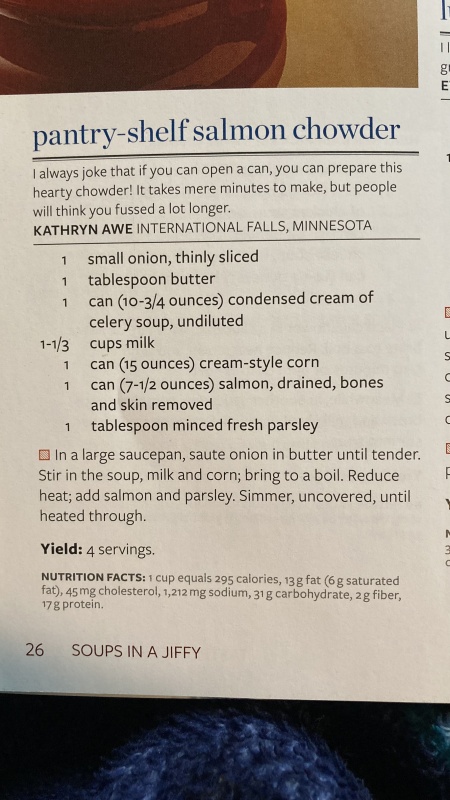 pantry-shelf salmon chowder
I always joke that if you can open a can, you can prepare this
hearty chowder! It takes mere minutes to make, but people
will think you fussed a lot longer.
KATHRYN AWE INTERNATIONAL FALLS, MINNESOTA
1 small onion, thinly sliced
1 tablespoon butter
1 can (10-3/4 ounces) condensed cream of
celery soup, undiluted
1-1/3 cups milk
1 can (15 ounces) cream-style corn
1 can (7-1/2 ounces) salmon, drained, bones
and skin removed
1 tablespoon minced fresh parsley
In a large saucepan, saute onion in butter until tender.
Stir in the soup, milk and corn; bring to a boil. Reduce
heat; add salmon and parsley. Simmer, uncovered, until
heated through.
Yield: 4 servings.
NUTRITION FACTS: 1 cup equals 295 calories, 13 g fat (6 g saturated
fat), 45 mg cholesterol, 1,212 mg sodium, 31 g carbohydrate, 2 g fiber,
17 g protein.
26 SOUPS IN A JIFFY